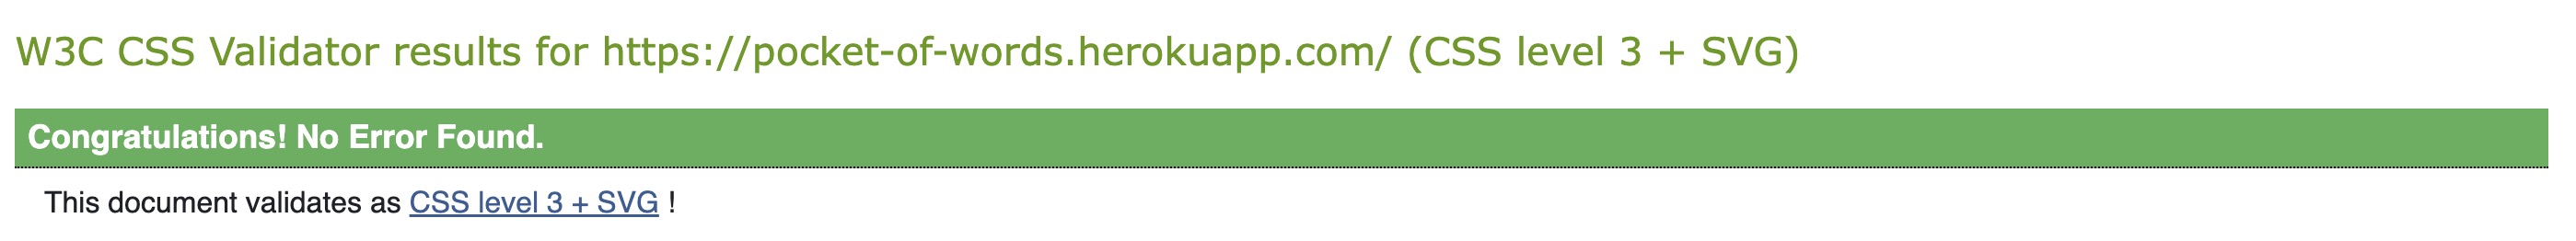 W3C CSS Validator results for https://pocket-of-words.herokuapp.com/ (CSS level 3 + SVG)
Congratulations! No Error Found.
This document validates as CSS level 3 + SVG !